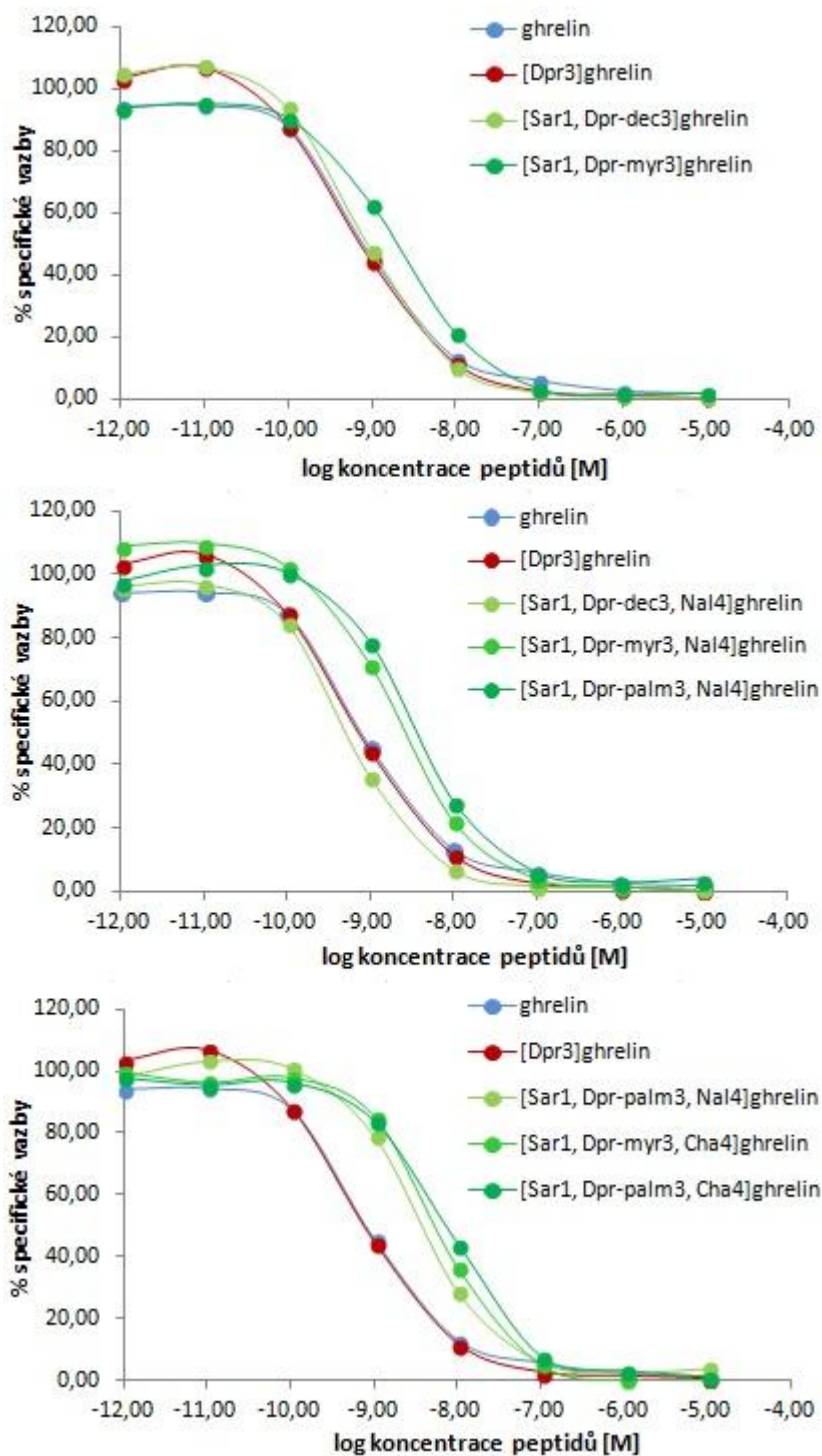 120,00
100,00
80,00
60,00
40,00
20,00
0,00
% specifické vazby
-12,00 -11,00 -10,00 -9,00 -8,00 -7,00 -6,00 -5,00 -4,00
log koncentrace peptidů [M]
ghrelin
[Dpr3]ghrelin
[Sar1, Dpr-dec3]ghrelin
[Sar1, Dpr-myr3]ghrelin
120,00
100,00
80,00
60,00
40,00
20,00
0,00
% specifické vazby
-12,00 -11,00 -10,00 -9,00 -8,00 -7,00 -6,00 -5,00 -4,00
log koncentrace peptidů [M]
ghrelin
[Dpr3]ghrelin
[Sar1, Dpr-dec3, Nal4]ghrelin
[Sar1, Dpr-myr3, Nal4]ghrelin
[Sar1, Dpr-palm3, Nal4]ghrelin
120,00
100,00
80,00
60,00
40,00
20,00
0,00
% specifické vazby
-12,00 -11,00 -10,00 -9,00 -8,00 -7,00 -6,00 -5,00 -4,00
log koncentrace peptidů [M]
ghrelin
[Dpr3]ghrelin
[Sar1, Dpr-palm3, Nal4]ghrelin
[Sar1, Dpr-myr3, Cha4]ghrelin
[Sar1, Dpr-palm3, Cha4]ghrelin